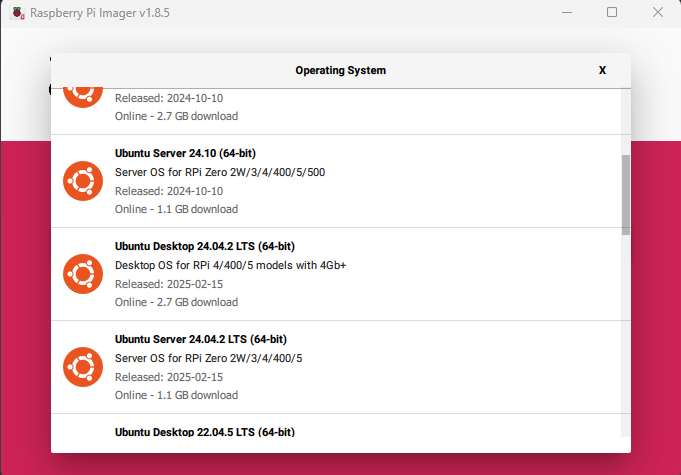 Raspberry Pi Imager v1.8.5
Operating System X
Released: 2024-10-10
Online - 2.7 GB download
Ubuntu Server 24.10 (64-bit)
Server OS for RPi Zero 2W/3/4/400/5/500
Released: 2024-10-10
Online - 1.1 GB download
Ubuntu Desktop 24.04.2 LTS (64-bit)
Desktop OS for RPi 4/400/5 models with 4Gb+
Released: 2025-02-15
Online - 2.7 GB download
Ubuntu Server 24.04.2 LTS (64-bit)
Server OS for RPi Zero 2W/3/4/400/5
Released: 2025-02-15
Online - 1.1 GB download
Ubuntu Desktop 22.04.5 LTS (64-bit)